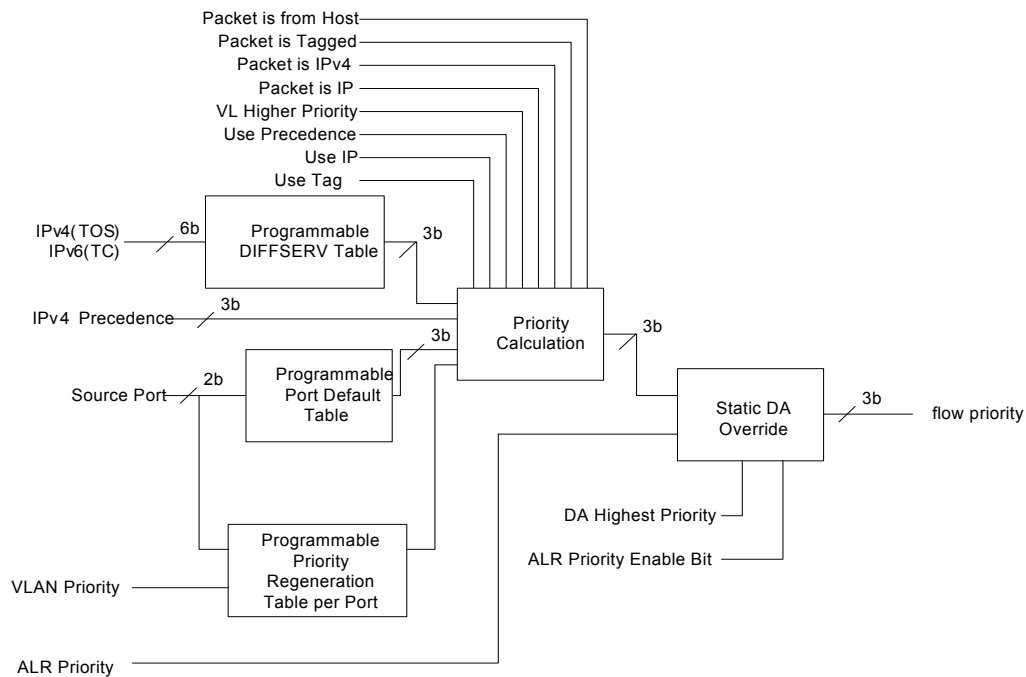 Packet is from Host
Packet is Tagged
Packet is IPv4
Packet is IP
VL Higher Priority
Use Precedence
Use IP
Use Tag
IPv4(TOS)
IPv6(TC)
6b
Programmable
DIFFSERV Table
3b
IPv4 Precedence
3b
Priority
Calculation
3b
3b
Source Port
2b
Programmable
Port Default
Table
Static DA
Override
3b
flow priority
DA Highest Priority
ALR Priority Enable Bit
Programmable
Priority
Regeneration
Table per Port
VLAN Priority
ALR Priority